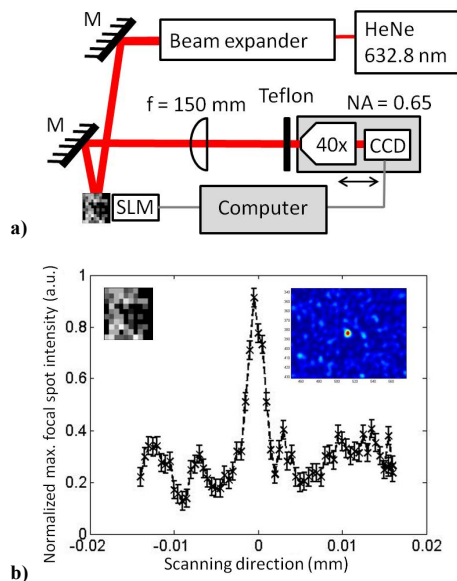 M
HeNe
632.8 nm
Beam expander
Teflon
f = 150 mm
NA = 0.65
M
40x
CCD
SLM
Computer
a)
Normalized max. focal spot intensity (a.u.)
1
0.8
0.6
0.4
0.2
0
-0.02
-0.01
0
0.01
0.02
Scanning direction (mm)
b)